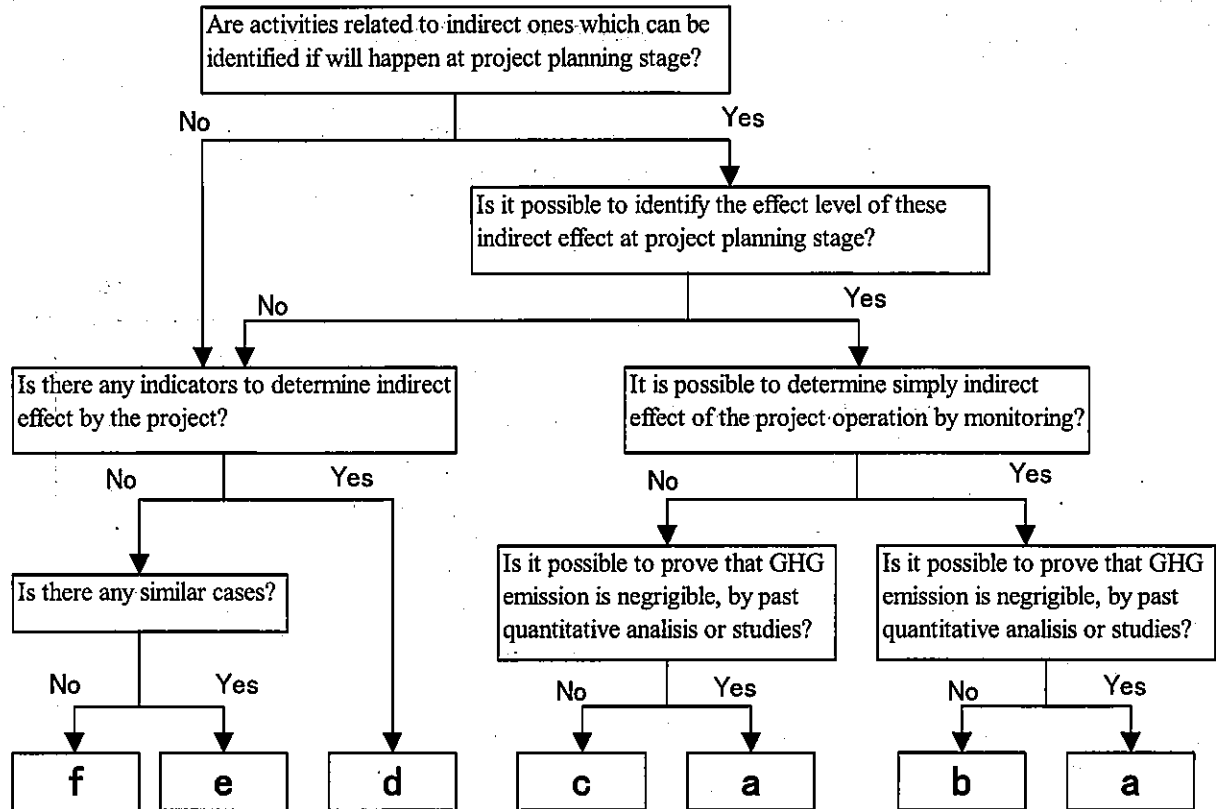 Are activities related to indirect ones which can be
identified if will happen at project planning stage?
No
Yes
Is it possible to identify the effect level of these
indirect effect at project planning stage?
No
Yes
Is there any indicators to determine indirect
effect by the project?
It is possible to determine simply indirect
effect of the project operation by monitoring?
No
Yes
No
Yes
Is there any similar cases?
Is it possible to prove that GHG
emission is negrigible, by past
quantitative analisis or studies?
Is it possible to prove that GHG
emission is negrigible, by past
quantitative analisis or studies?
No
Yes
No
Yes
No
Yes
f
e
d
c
a
b
a